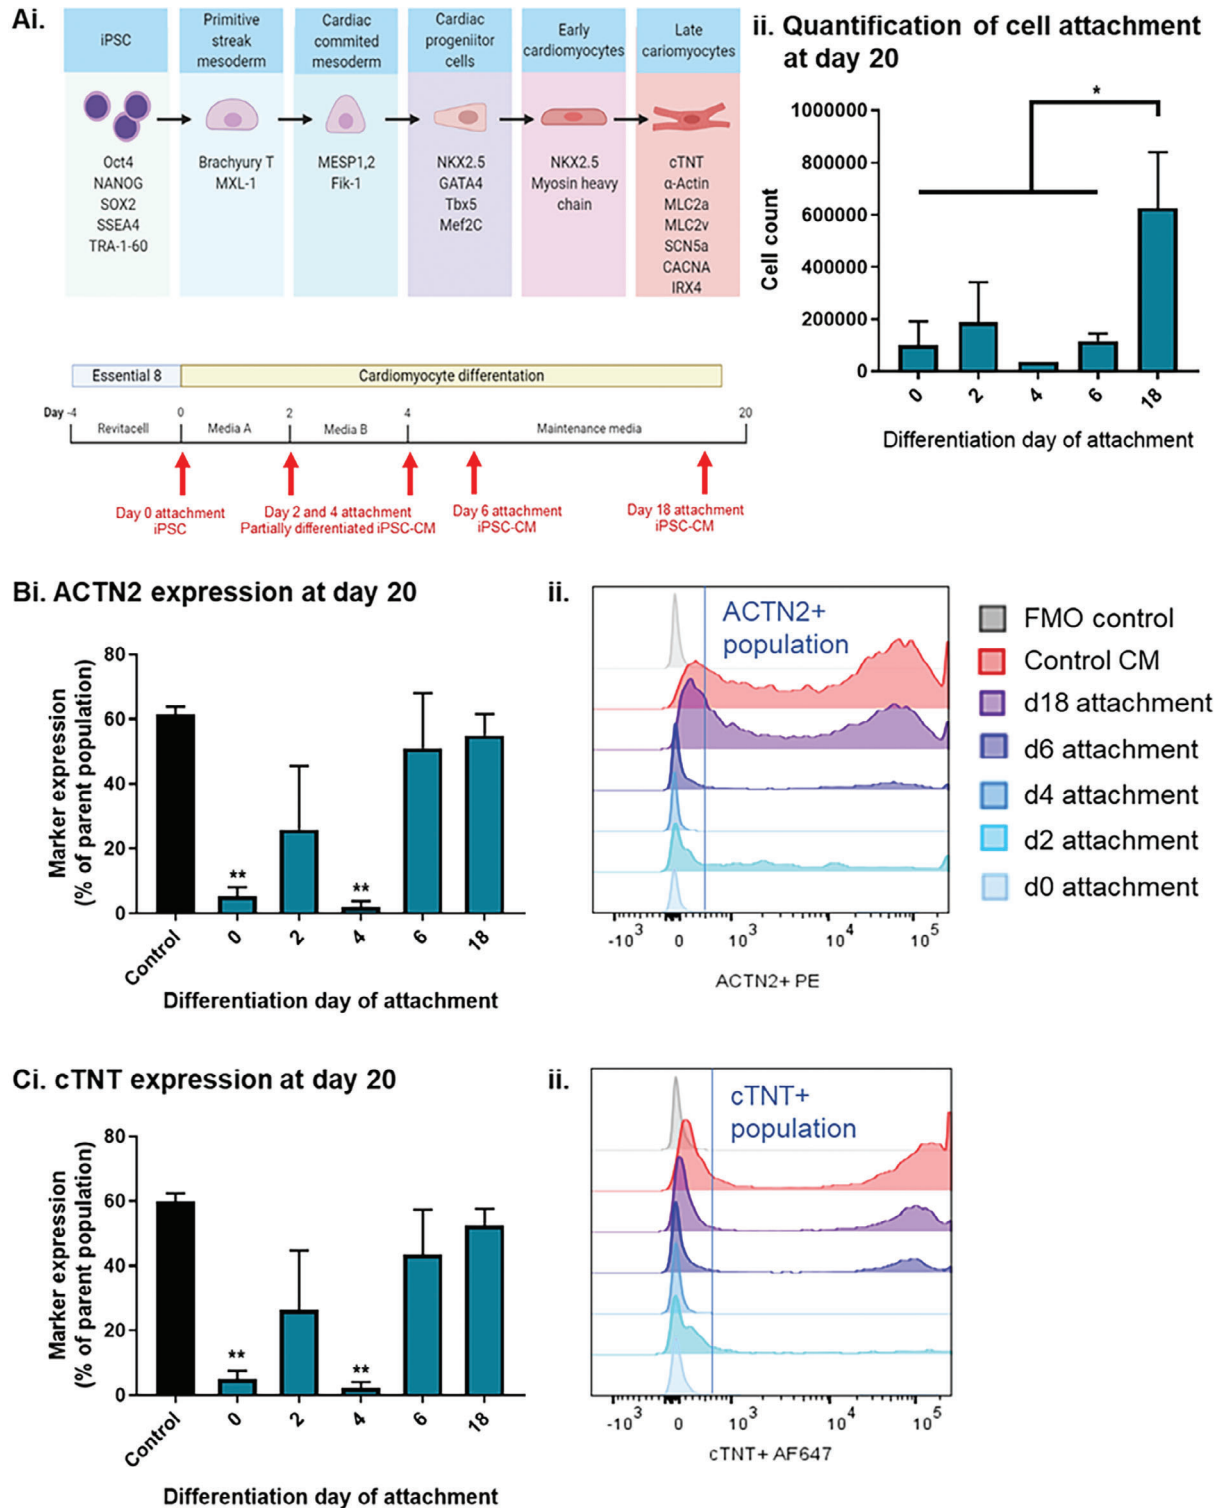 Ai.
iPSC
Primitive
streak
mesoderm
Cardiac
commited
mesoderm
Cardiac
progeniitor
cells
Early
cardiomyocytes
Late
cariomyocytes
Oct4
NANOG
SOX2
SSEA4
TRA-1-60
Brachyury T
MXL-1
MESP1,2
Fik-1
NKX2.5
GATA4
Tbx5
Mef2C
NKX2.5
Myosin heavy
chain
cTNT
α-Actin
MLC2a
MLC2v
SCN5a
CACNA
IRX4
Essential 8
Cardiomyocyte differentation
Day -4
0
2
4
20
Revitacell
Media A
Media B
Maintenance media
Day 0 attachment
iPSC
Day 2 and 4 attachment
Partially differentiated iPSC-CM
Day 6 attachment
iPSC-CM
Day 18 attachment
iPSC-CM
ii. Quantification of cell attachment
at day 20
*
1000000
800000
600000
400000
200000
0
Cell count
0
2
4
6
18
Differentiation day of attachment
Bi. ACTN2 expression at day 20
80
60
40
20
0
Marker expression
(% of parent population)
**
**
Control
0
2
4
6
18
Differentiation day of attachment
ii.
ACTN2+
population
-10³
0
10³
10⁴
10⁵
ACTN2+ PE
FMO control
Control CM
d18 attachment
d6 attachment
d4 attachment
d2 attachment
d0 attachment
Ci. cTNT expression at day 20
80
60
40
20
0
Marker expression
(% of parent population)
**
**
Control
0
2
4
6
18
Differentiation day of attachment
ii.
cTNT+
population
-10³
0
10³
10⁴
10⁵
cTNT+ AF647